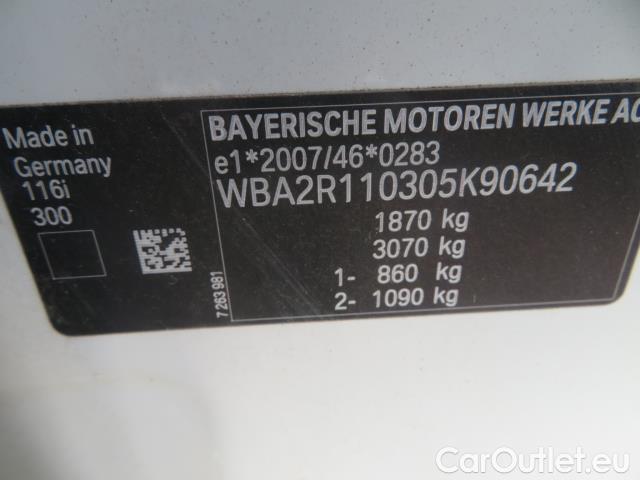 BAYERISCHE MOTOREN WERKE AG
e1*2007/46*0283
WBA2R110305K90642
1870 kg
3070 kg
1- 860 kg
2- 1090 kg
Made in
Germany
116i
300
7 263 981
CarOutlet.eu